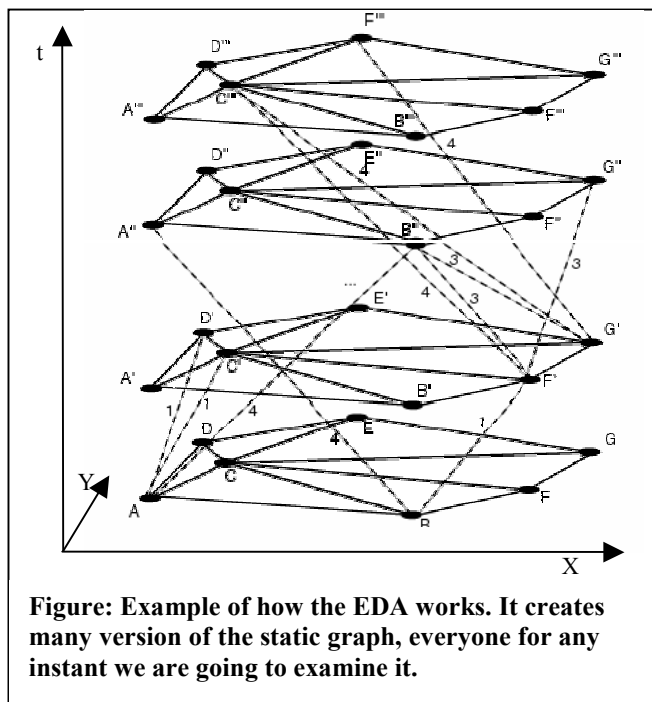 t
F''''
D''''
G''''
C''''
A''''
F''''
B''''
4
E'''
D''
4
G''
C'''
A''
F''
B''
3
3
...
4
3
E'
D'
G'
C'
A'
F'
B'
1
1
4
1
D
4
E
G
C
Y
F
A
B
X
Figure: Example of how the EDA works. It creates
many version of the static graph, everyone for any
instant we are going to examine it.